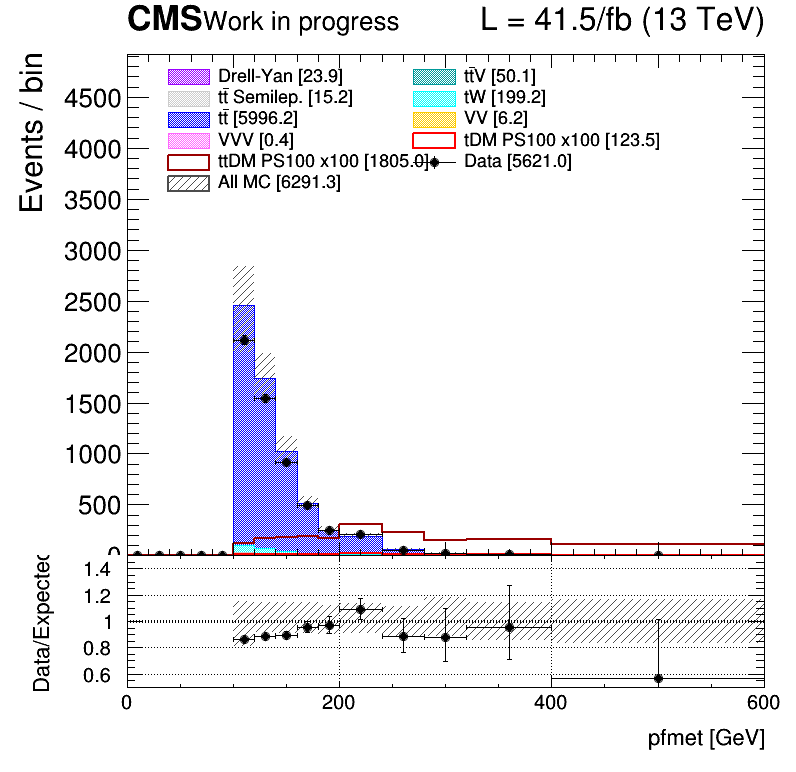 CMS Work in progress L = 41.5/fb (13 TeV)
Events / bin
Drell-Yan [23.9] tt̄V [50.1]
tt̄ Semilep. [15.2] tW [199.2]
tt̄ [5996.2] VV [6.2]
VVV [0.4] tDM PS100 x100 [123.5]
ttDM PS100 x100 [1805.0] Data [5621.0]
All MC [6291.3]
4500
4000
3500
3000
2500
2000
1500
1000
500
0
Data/Expected
1.4
1.2
1
0.8
0.6
0 200 400 600
pfmet [GeV]